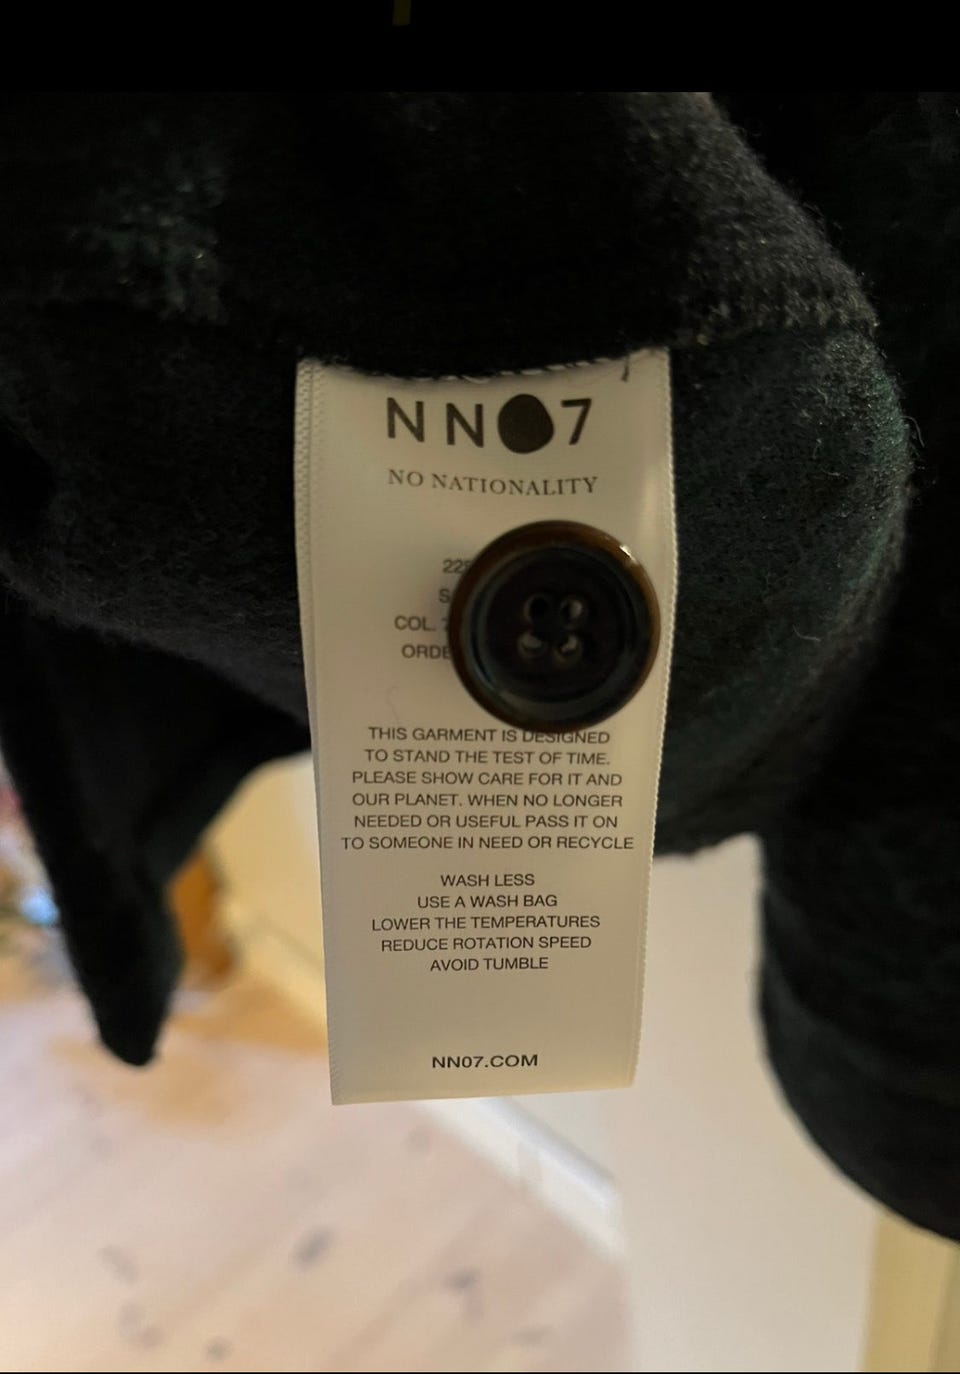 NN07
NO NATIONALITY
COL.
THIS GARMENT IS DESIGNED
TO STAND THE TEST OF TIME.
PLEASE SHOW CARE FOR IT AND
OUR PLANET. WHEN NO LONGER
NEEDED OR USEFUL PASS IT ON
TO SOMEONE IN NEED OR RECYCLE
WASH LESS
USE A WASH BAG
LOWER THE TEMPERATURES
REDUCE ROTATION SPEED
AVOID TUMBLE
NN07.COM